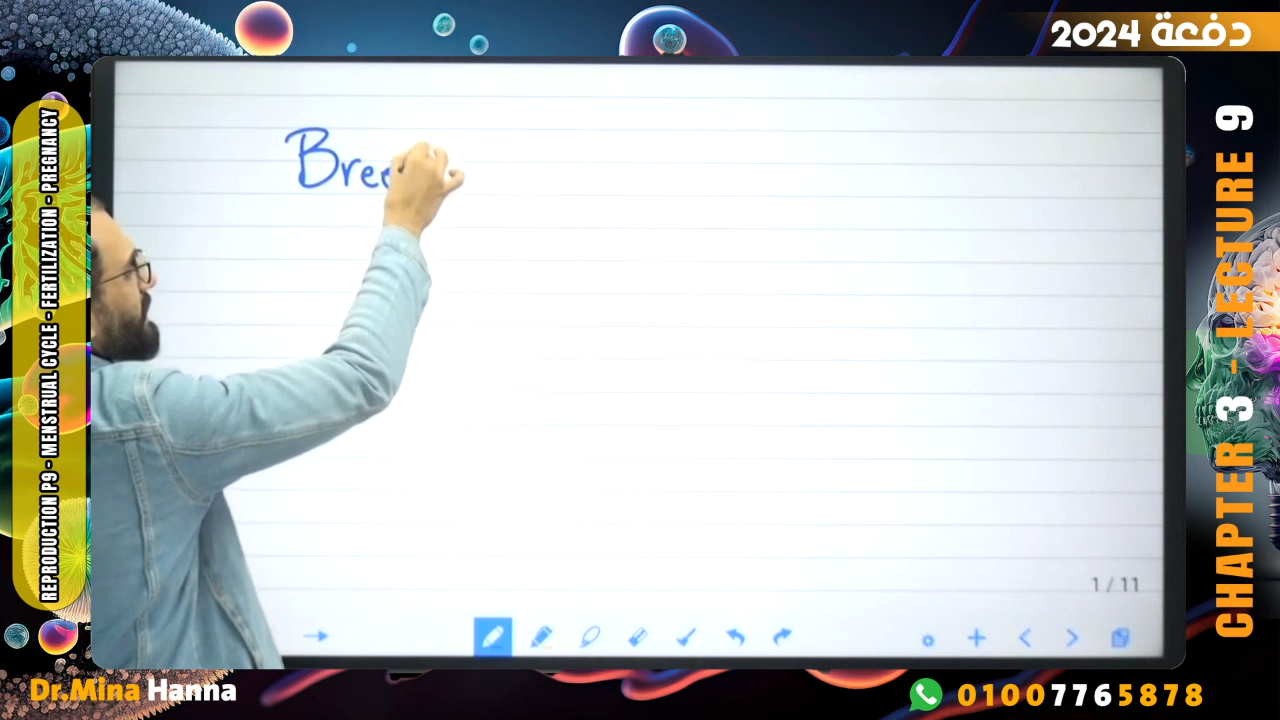 دفعة 2024
Bree
1 / 11
REPRODUCTION P9 - MENSTRUAL CYCLE - FERTILIZATION - PREGNANCY
CHAPTER 3 - LECTURE 9
Dr.Mina Hanna
01007765878